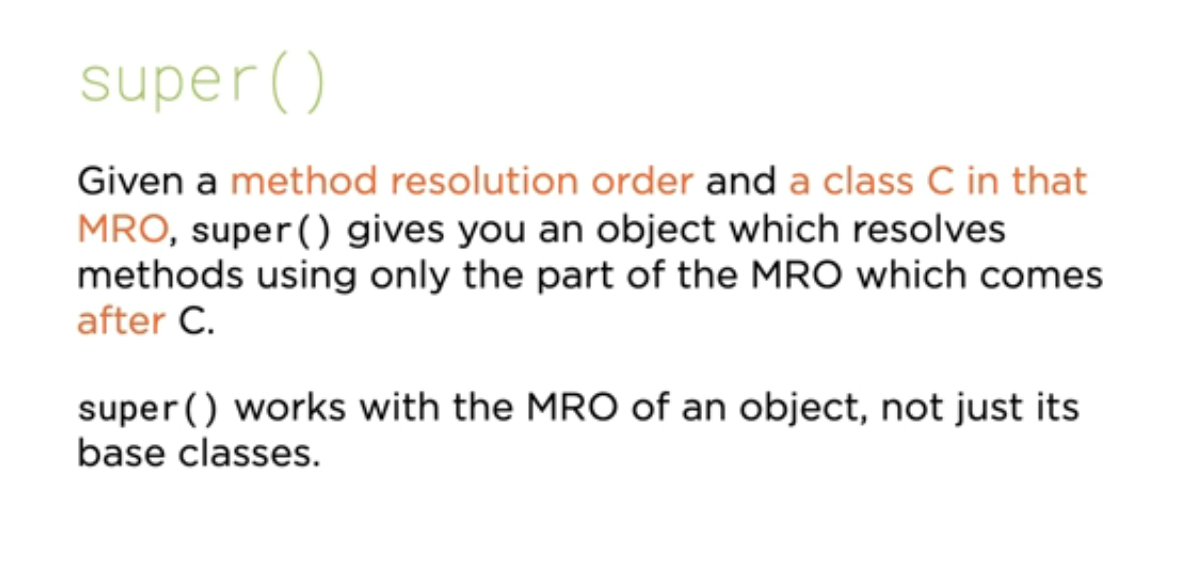 super()
Given a method resolution order and a class C in that
MRO, super() gives you an object which resolves
methods using only the part of the MRO which comes
after C.
super() works with the MRO of an object, not just its
base classes.